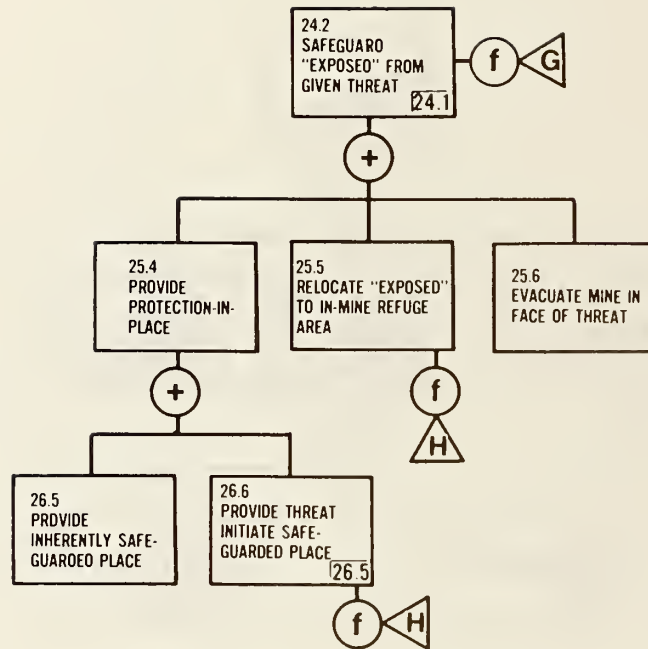 24.2
SAFEGUARO
"EXPOSED" FROM
GIVEN THREAT
24.1
f
G
+
25.4
PROVIDE
PROTECTION-IN-
PLACE
25.5
RELOCATE "EXPOSED"
TO IN-MINE REFUGE
AREA
25.6
EVACUATE MINE IN
FACE OF THREAT
+
f
H
26.5
PRDVIDE
INHERENTLY SAFE-
GUAROEO PLACE
26.6
PROVIDE THREAT
INITIATE SAFE-
GUARDED PLACE
26.5
f
H